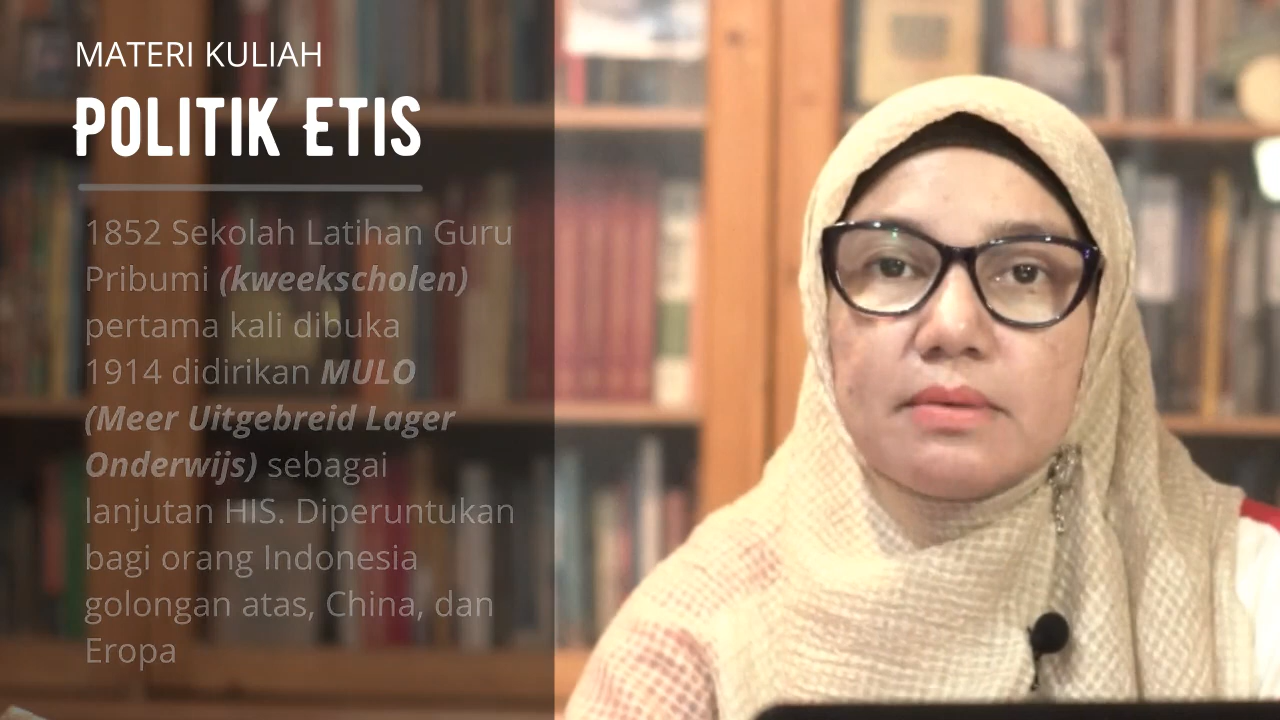 MATERI KULIAH
POLITIK ETIS
1852 Sekolah Latihan Guru
Pribumi (kweekscholen)
pertama kali dibuka
1914 didirikan MULO
(Meer Uitgebreid Lager
Onderwijs) sebagai
lanjutan HIS. Diperuntukan
bagi orang Indonesia
golongan atas, China, dan
Eropa